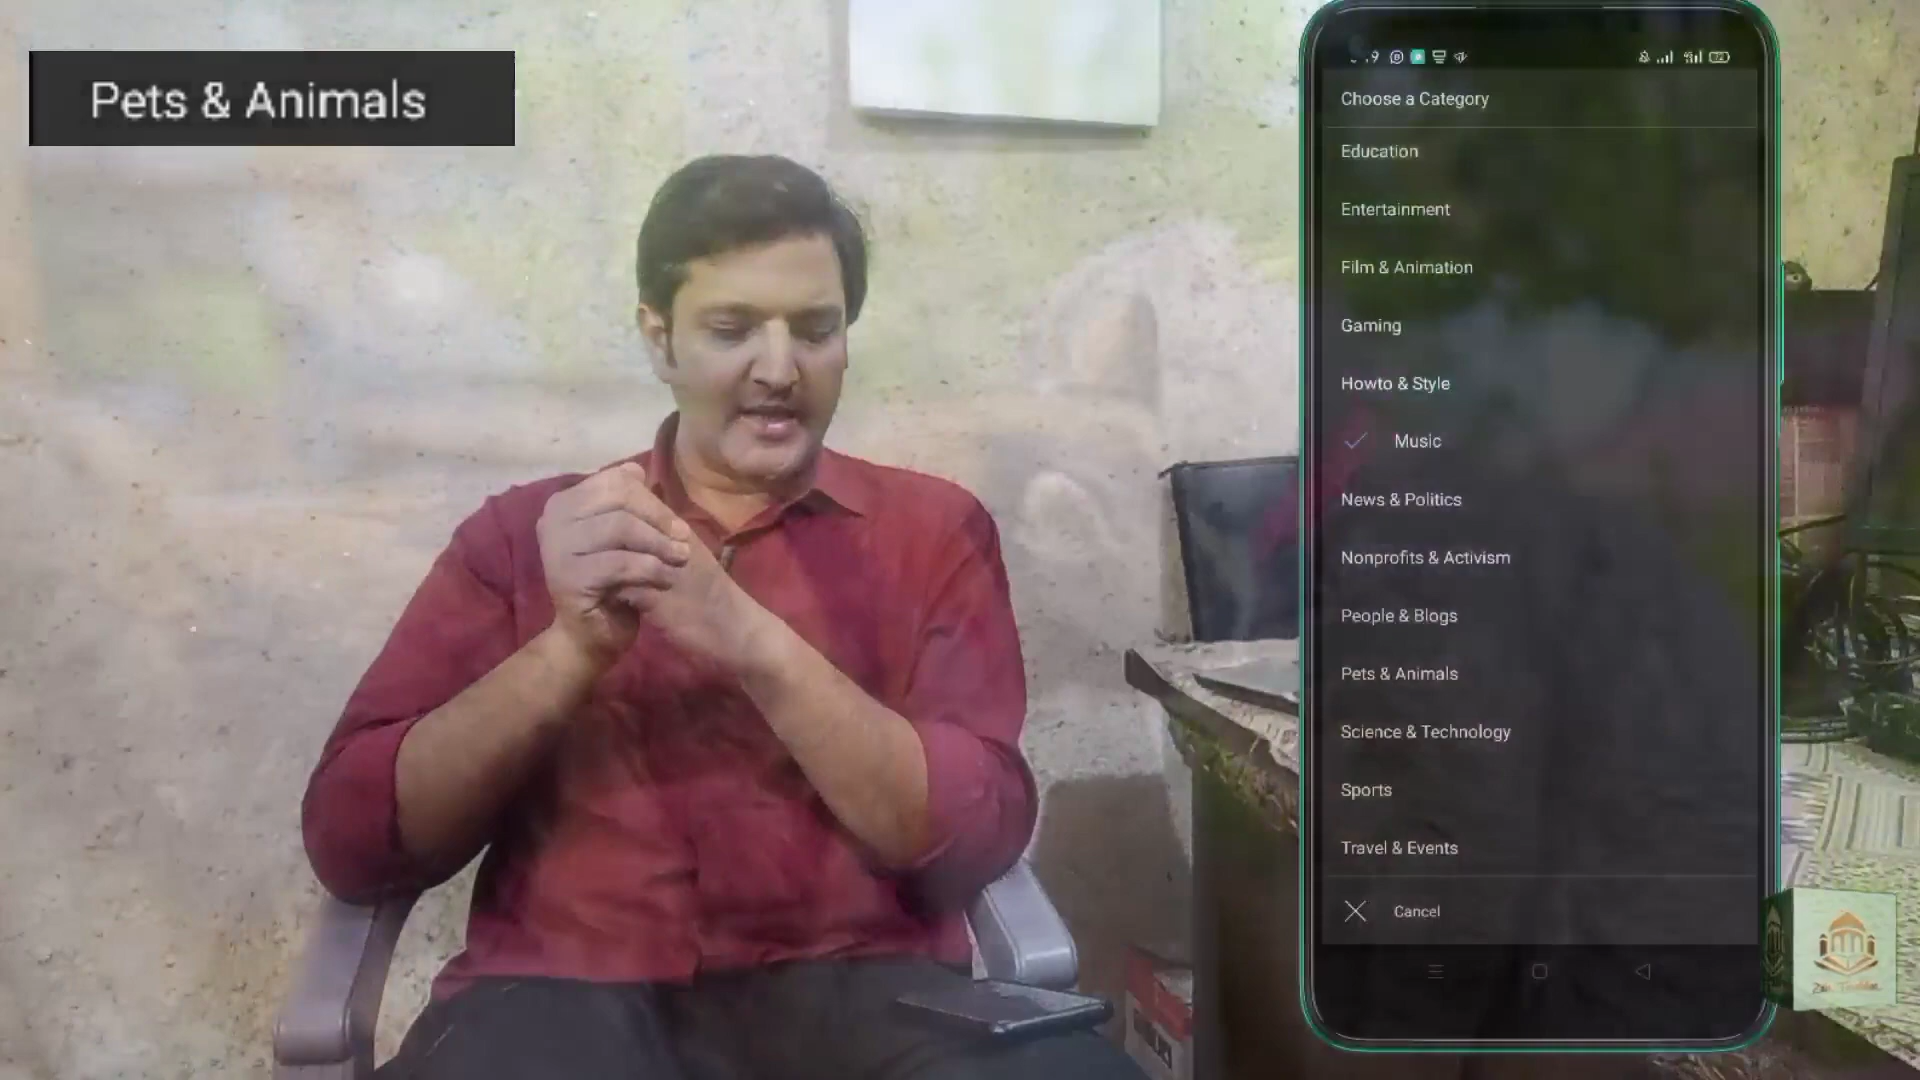 Pets & Animals
Choose a Category
Education
Entertainment
Film & Animation
Gaming
Howto & Style
Music
News & Politics
Nonprofits & Activism
People & Blogs
Pets & Animals
Science & Technology
Sports
Travel & Events
Cancel